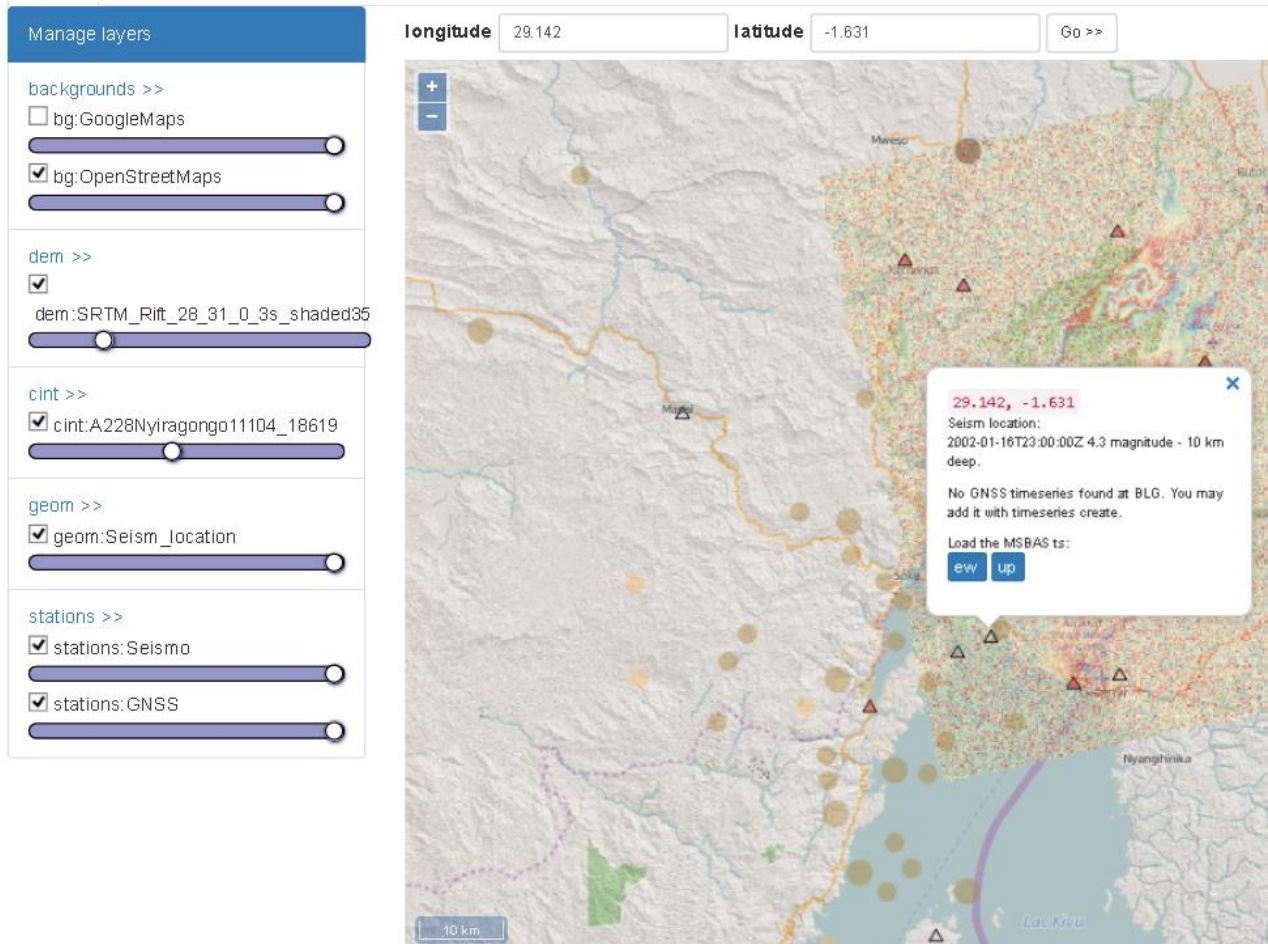 Manage layers
longitude 29.142 latitude -1.631 Go >>
backgrounds >>
bg:GoogleMaps
bg:OpenStreetMaps
dem >>
dem:SRTM_Rift_28_31_0_3s_shaded35
cint >>
cint:A228Nyiragongo11104_18619
geom >>
geom:Seism_location
stations >>
stations:Seismo
stations:GNSS
+
−
Mweso
29.142, -1.631
Seism location:
2002-01-16T23:00:00Z 4.3 magnitude - 10 km
deep.
No GNSS timeseries found at BLG. You may
add it with timeseries create.
Load the MSBAS ts:
ew up
Nyangihinika
Lac Kivu
10 km